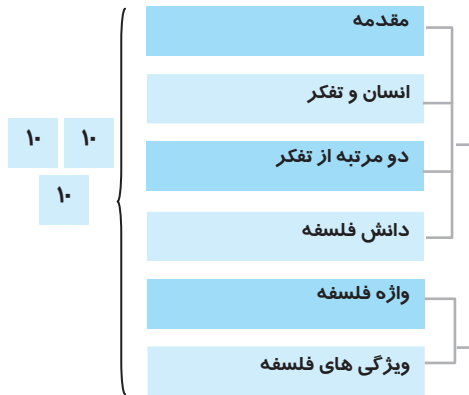 مقدمه
انسان و تفکر
دو مرتبه از تفکر
دانش فلسفه
واژه فلسفه
ویژگی های فلسفه
۱۰
۱۰
۱۰